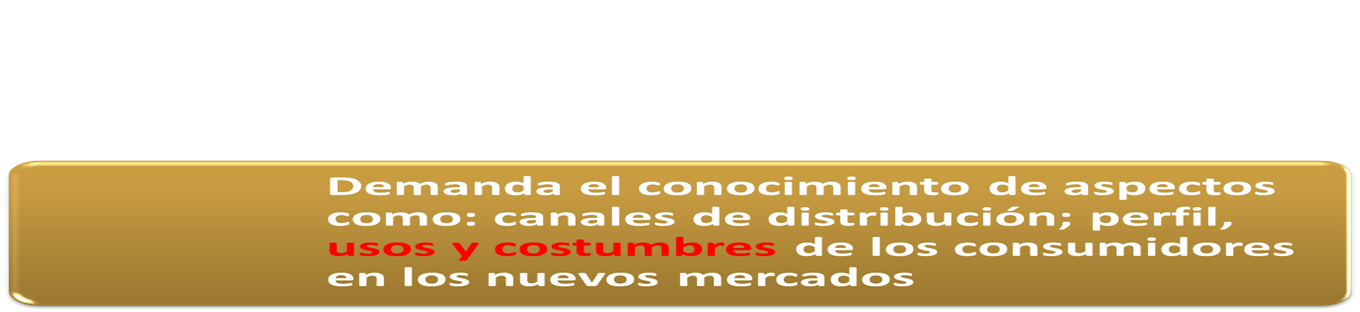 Demanda el conocimiento de aspectos
como: canales de distribución; perfil,
usos y costumbres de los consumidores
en los nuevos mercados